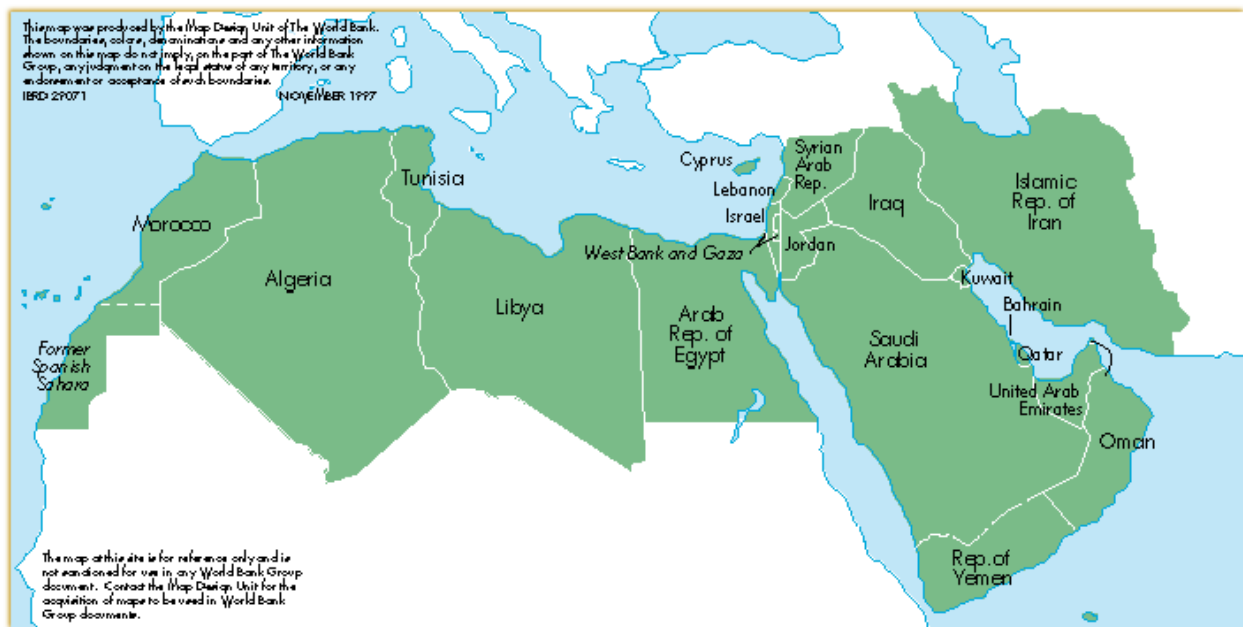 This map was produced by the Map Design Unit of The World Bank.
The boundaries, colors, denominations and any other information
shown on this map do not imply, on the part of The World Bank
Group, any judgment on the legal status of any territory, or any
endorsement or acceptance of such boundaries.
IBRD 29071 NOVEMBER 1997
Cyprus
Syrian
Arab
Rep.
Tunisia
Lebanon
Israel
Iraq
Islamic
Rep. of
Iran
Morocco
West Bank and Gaza
Jordan
Algeria
Libya
Kuwait
Bahrain
Arab
Rep. of
Egypt
Saudi
Arabia
Qatar
Former
Spanish
Sahara
United Arab
Emirates
Oman
Rep. of
Yemen
The map at this site is for reference only and is
not sanctioned for use in any World Bank Group
document. Contact the Map Design Unit for the
acquisition of maps to be used in World Bank
Group documents.